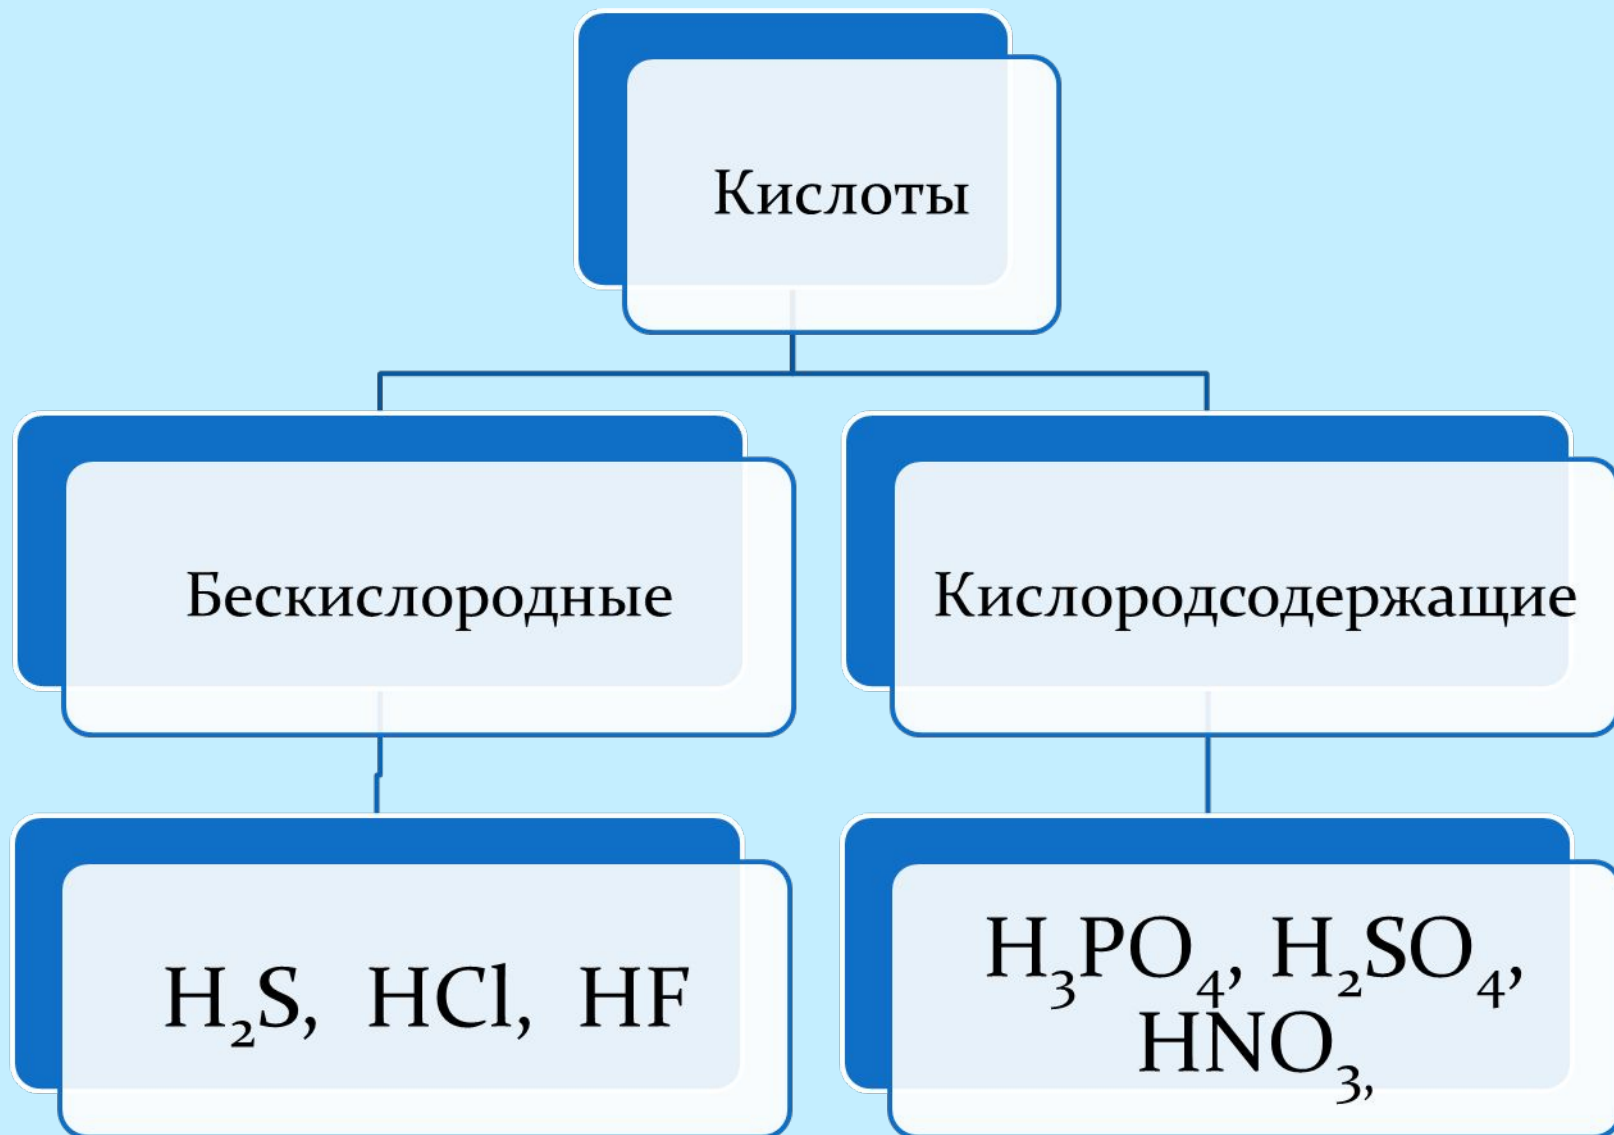 Кислоты
Бескислородные
Кислородсодержащие
H₂S, HCl, HF
H₃PO₄, H₂SO₄,
HNO₃,